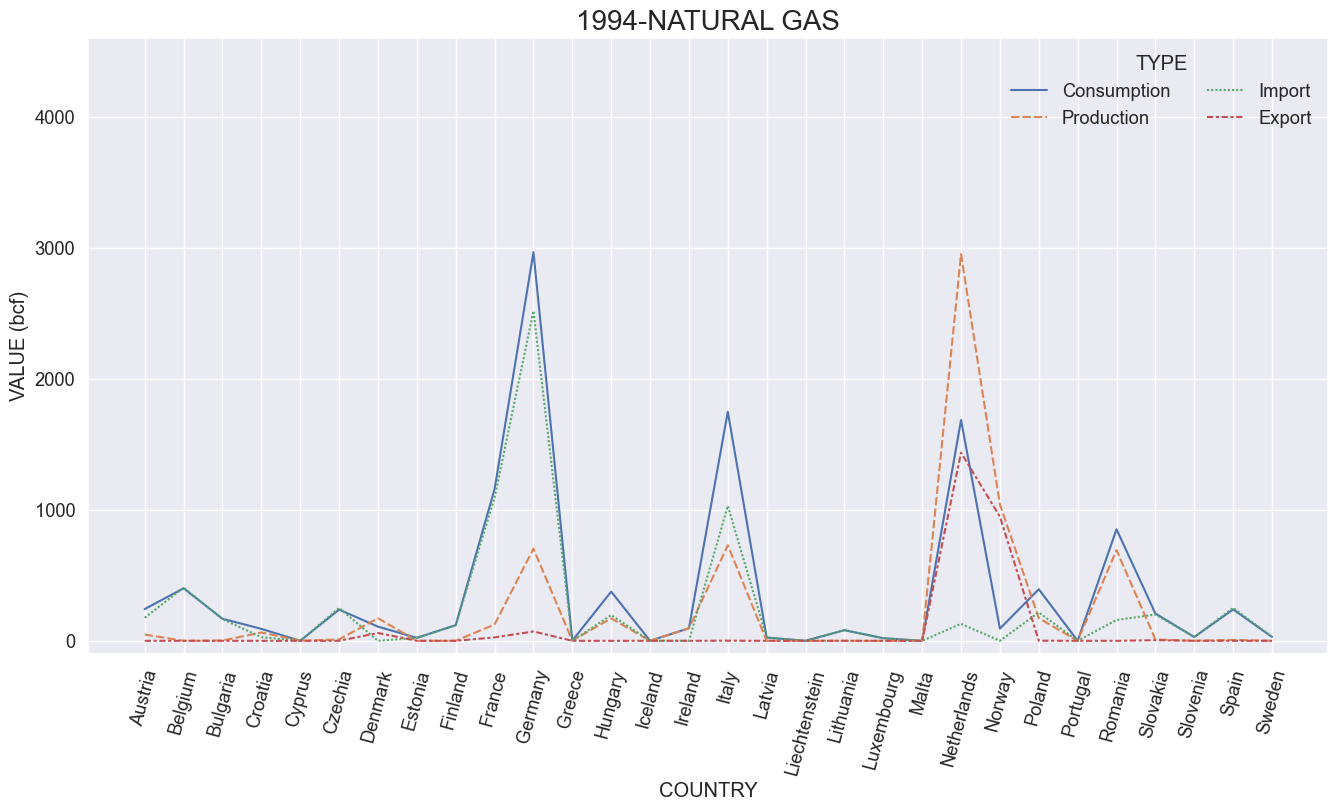 1994-NATURAL GAS
TYPE
Consumption
Production
Import
Export
VALUE (bcf)
4000
3000
2000
1000
0
Austria
Belgium
Bulgaria
Croatia
Cyprus
Czechia
Denmark
Estonia
Finland
France
Germany
Greece
Hungary
Iceland
Ireland
Italy
Latvia
Liechtenstein
Lithuania
Luxembourg
Malta
Netherlands
Norway
Poland
Portugal
Romania
Slovakia
Slovenia
Spain
Sweden
COUNTRY